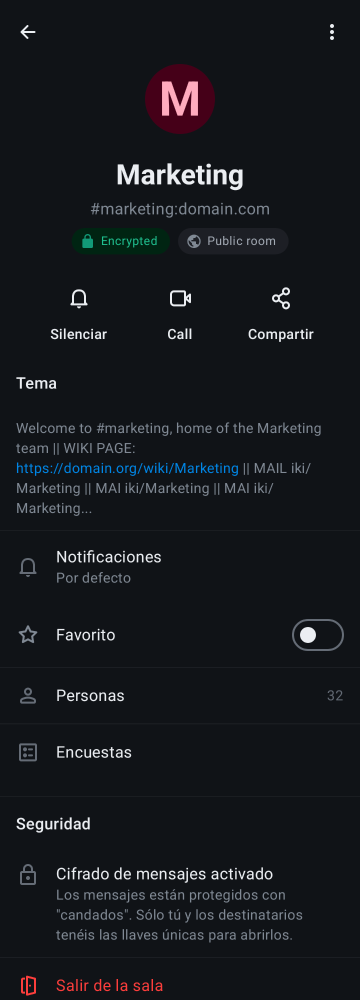 M
Marketing
#marketing:domain.com
Encrypted
Public room
Silenciar
Call
Compartir
Tema
Welcome to #marketing, home of the Marketing
team || WIKI PAGE:
https://domain.org/wiki/Marketing || MAIL iki/
Marketing || MAI iki/Marketing || MAI iki/
Marketing...
Notificaciones
Por defecto
Favorito
Personas
32
Encuestas
Seguridad
Cifrado de mensajes activado
Los mensajes están protegidos con
"candados". Sólo tú y los destinatarios
tenéis las llaves únicas para abrirlos.
Salir de la sala